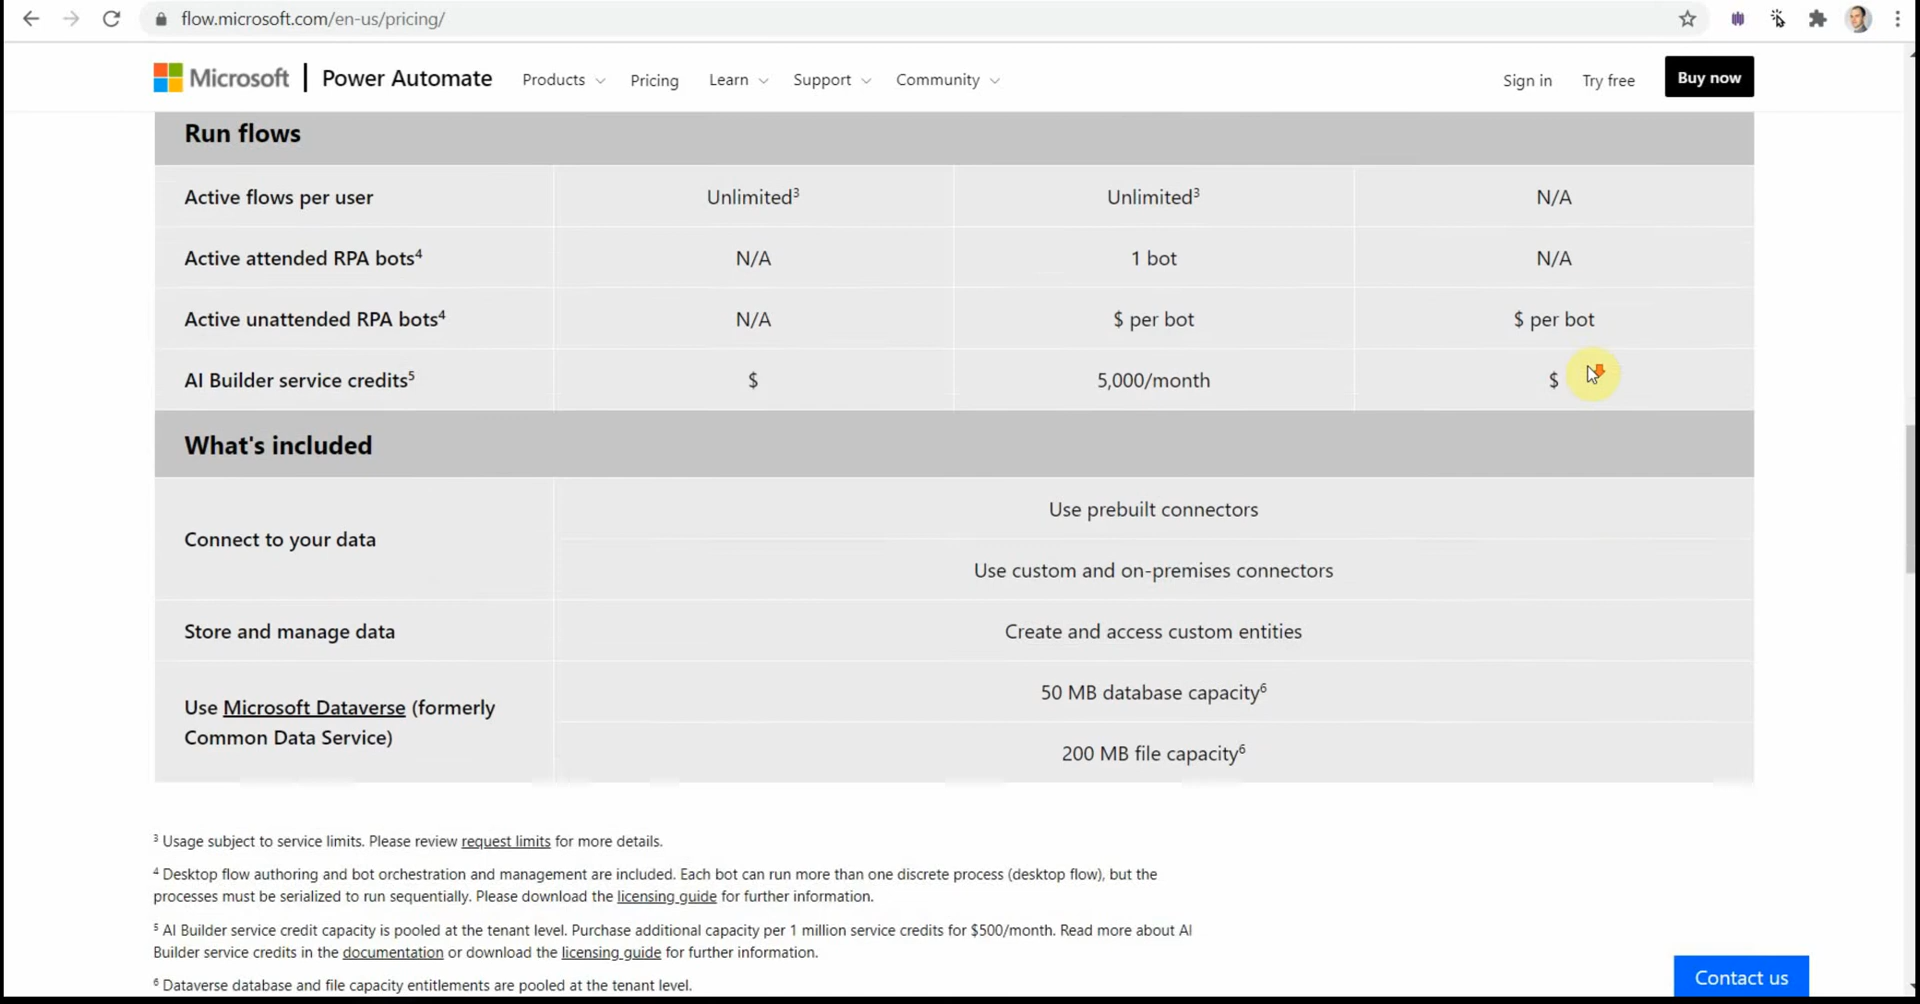 flow.microsoft.com/en-us/pricing/
Microsoft | Power Automate Products Pricing Learn Support Community Sign in Try free Buy now
Run flows
Active flows per user Unlimited³ Unlimited³ N/A
Active attended RPA bots⁴ N/A 1 bot N/A
Active unattended RPA bots⁴ N/A $ per bot $ per bot
AI Builder service credits⁵ $ 5,000/month $
What's included
Connect to your data
Use prebuilt connectors
Use custom and on-premises connectors
Store and manage data Create and access custom entities
Use Microsoft Dataverse (formerly
Common Data Service)
50 MB database capacity⁶
200 MB file capacity⁶
³ Usage subject to service limits. Please review request limits for more details.
⁴ Desktop flow authoring and bot orchestration and management are included. Each bot can run more than one discrete process (desktop flow), but the
processes must be serialized to run sequentially. Please download the licensing guide for further information.
⁵ AI Builder service credit capacity is pooled at the tenant level. Purchase additional capacity per 1 million service credits for $500/month. Read more about AI
Builder service credits in the documentation or download the licensing guide for further information.
⁶ Dataverse database and file capacity entitlements are pooled at the tenant level.
Contact us